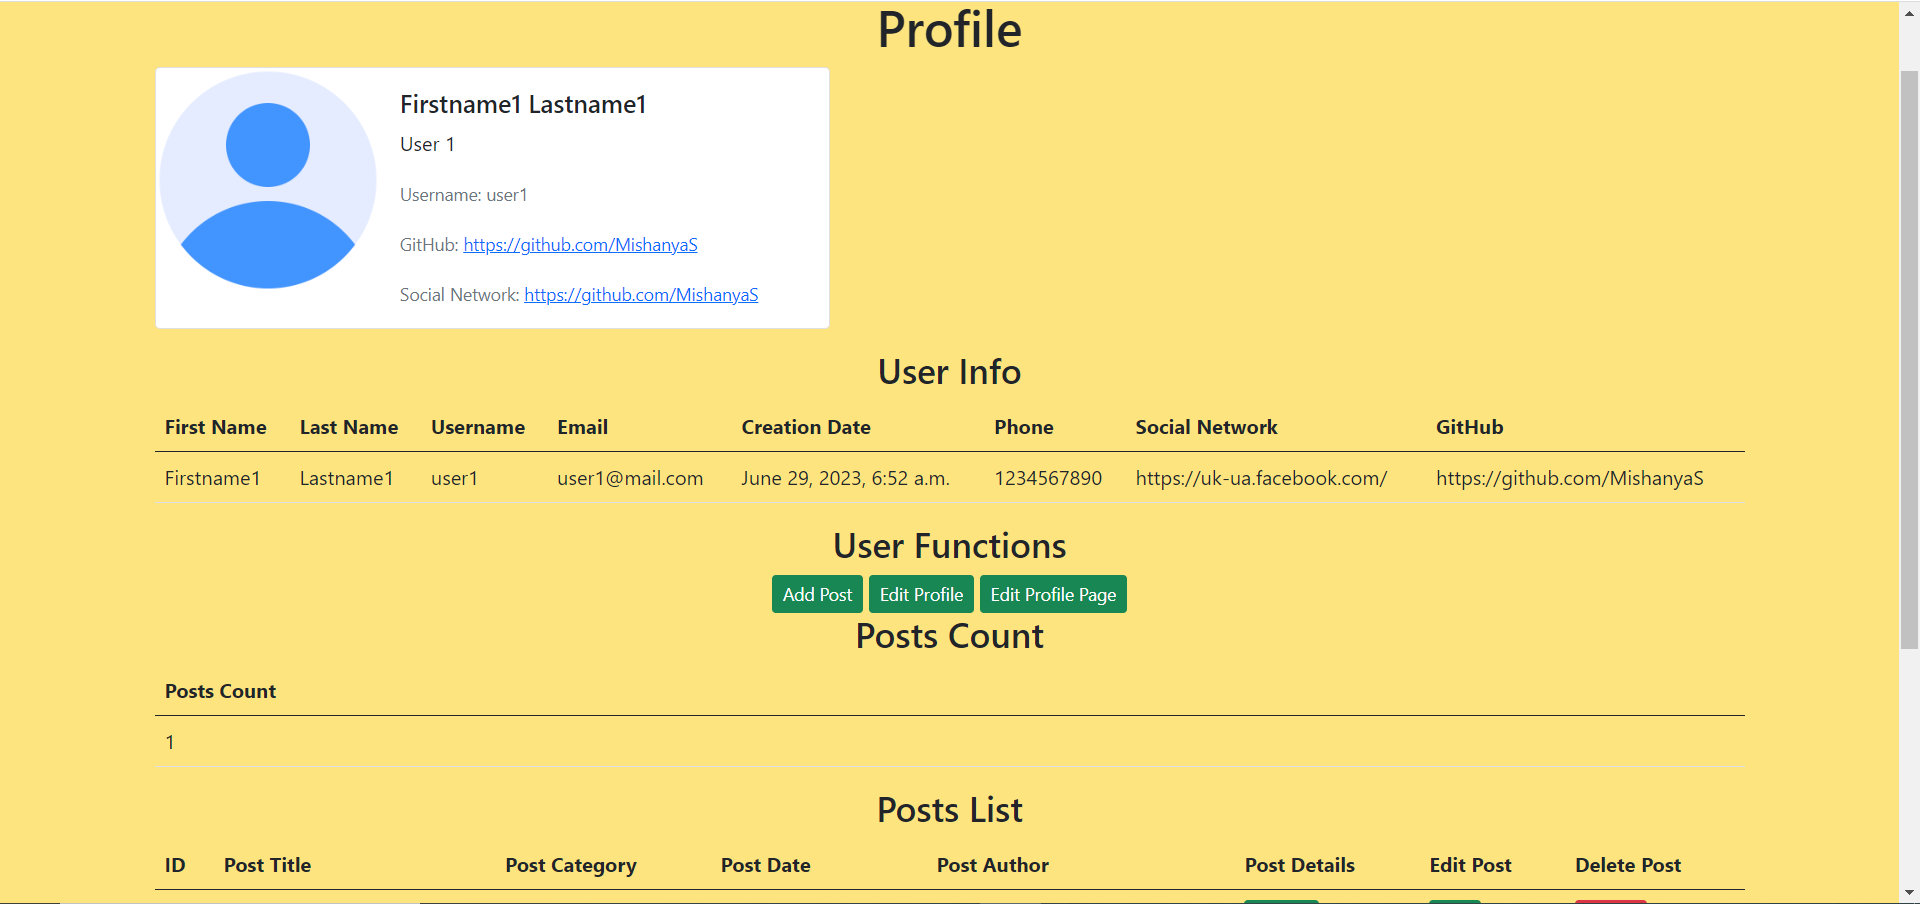 Profile
Firstname1 Lastname1
User 1
Username: user1
GitHub: https://github.com/MishanyaS
Social Network: https://github.com/MishanyaS
User Info
First Name Last Name Username Email Creation Date Phone Social Network GitHub
Firstname1 Lastname1 user1 user1@mail.com June 29, 2023, 6:52 a.m. 1234567890 https://uk-ua.facebook.com/ https://github.com/MishanyaS
User Functions
Add Post Edit Profile Edit Profile Page
Posts Count
Posts Count
1
Posts List
ID Post Title Post Category Post Date Post Author Post Details Edit Post Delete Post